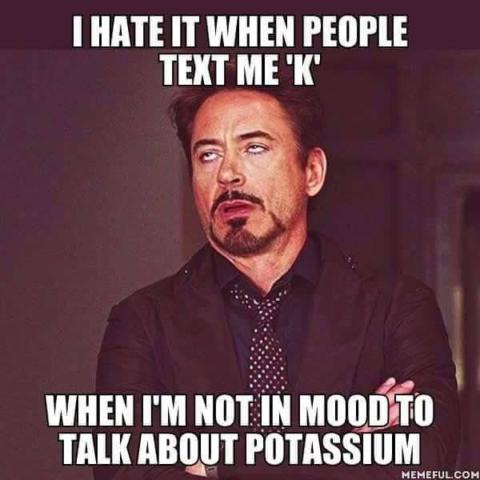 I HATE IT WHEN PEOPLE
TEXT ME 'K'
WHEN I'M NOT IN MOOD TO
TALK ABOUT POTASSIUM
MEMEFUL.COM